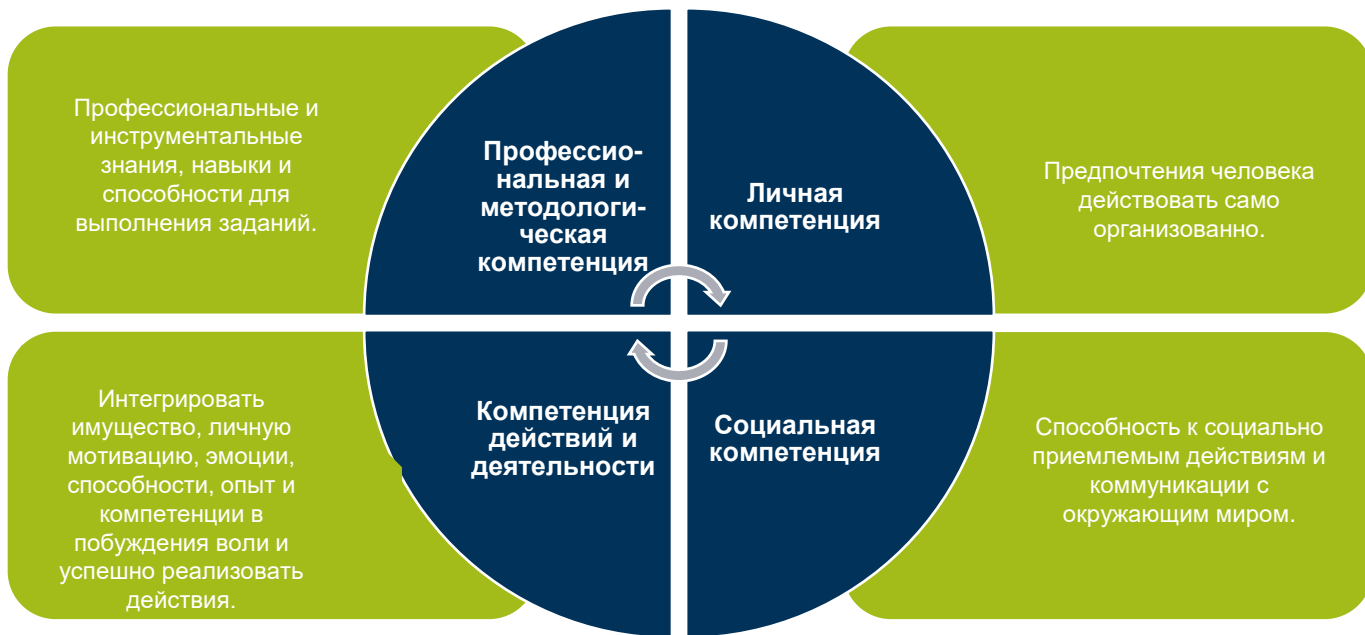 Профессиональные и
инструментальные
знания, навыки и
способности для
выполнения заданий.
Профессио-
нальная и
методологи-
ческая
компетенция
Личная
компетенция
Предпочтения человека
действовать само
организованно.
Интегрировать
имущество, личную
мотивацию, эмоции,
способности, опыт и
компетенции в
побуждения воли и
успешно реализовать
действия.
Компетенция
действий и
деятельности
Социальная
компетенция
Способность к социально
приемлемым действиям и
коммуникации с
окружающим миром.